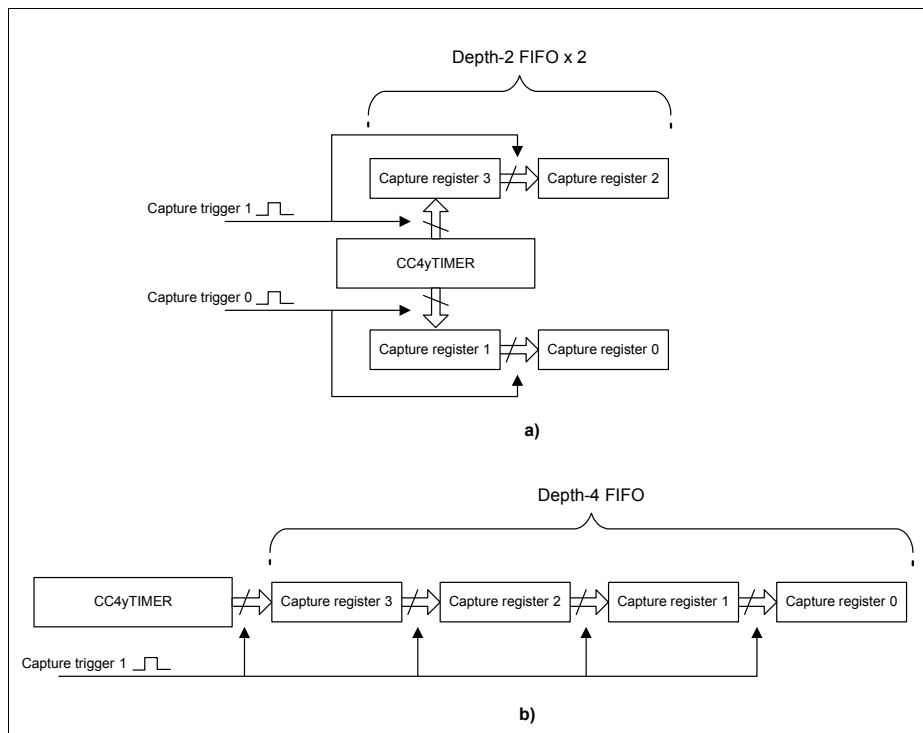 Depth-2 FIFO x 2
Capture register 3
Capture register 2
Capture trigger 1
CC4yTIMER
Capture trigger 0
Capture register 1
Capture register 0
a)
Depth-4 FIFO
CC4yTIMER
Capture register 3
Capture register 2
Capture register 1
Capture register 0
Capture trigger 1
b)